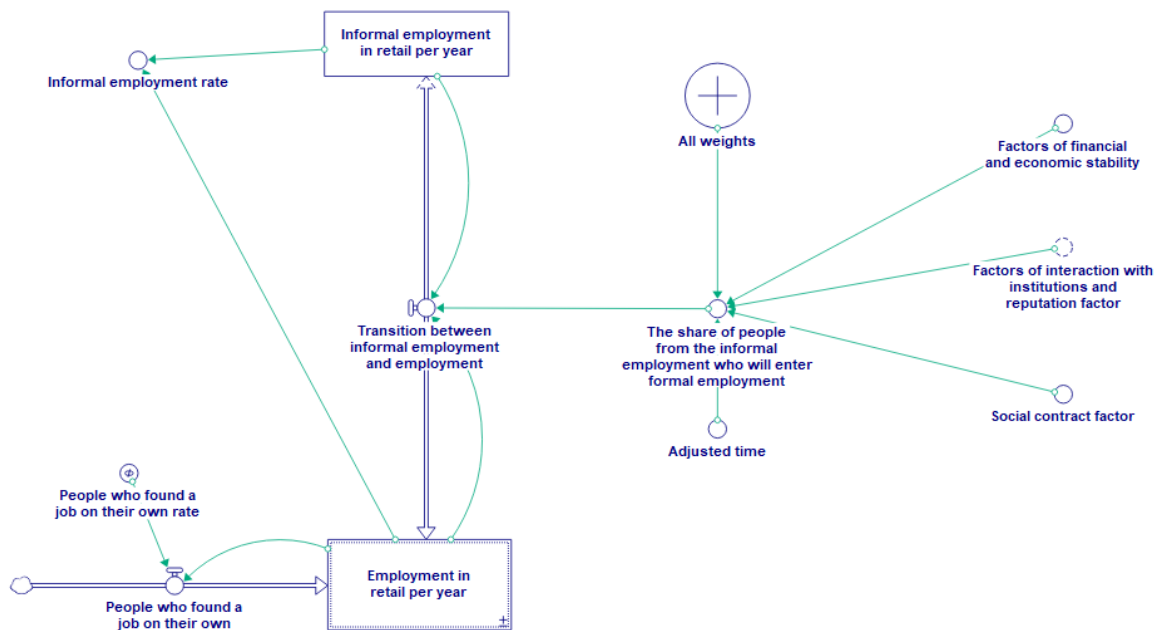 Informal employment
in retail per year
Informal employment rate
All weights
Factors of financial
and economic stability
Factors of interaction with
institutions and
reputation factor
Transition between
informal employment
and employment
The share of people
from the informal
employment who will enter
formal employment
Social contract factor
Adjusted time
People who found a
job on their own rate
Employment in
retail per year
People who found a
job on their own